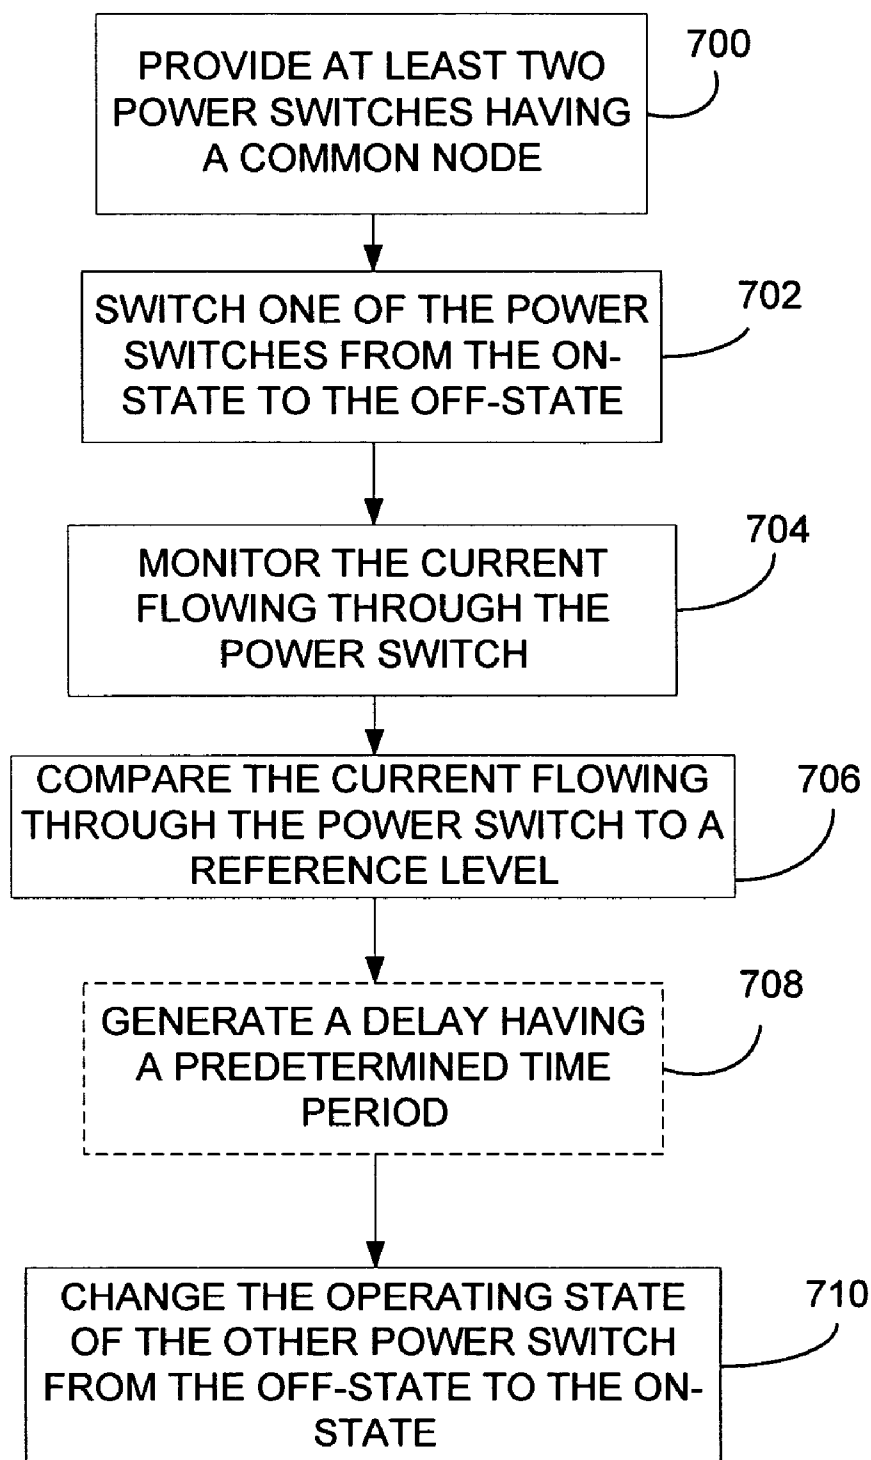 PROVIDE AT LEAST TWO
POWER SWITCHES HAVING
A COMMON NODE
700
SWITCH ONE OF THE POWER
SWITCHES FROM THE ON-
STATE TO THE OFF-STATE
702
MONITOR THE CURRENT
FLOWING THROUGH THE
POWER SWITCH
704
COMPARE THE CURRENT FLOWING
THROUGH THE POWER SWITCH TO A
REFERENCE LEVEL
706
GENERATE A DELAY HAVING
A PREDETERMINED TIME
PERIOD
708
CHANGE THE OPERATING STATE
OF THE OTHER POWER SWITCH
FROM THE OFF-STATE TO THE ON-
STATE
710